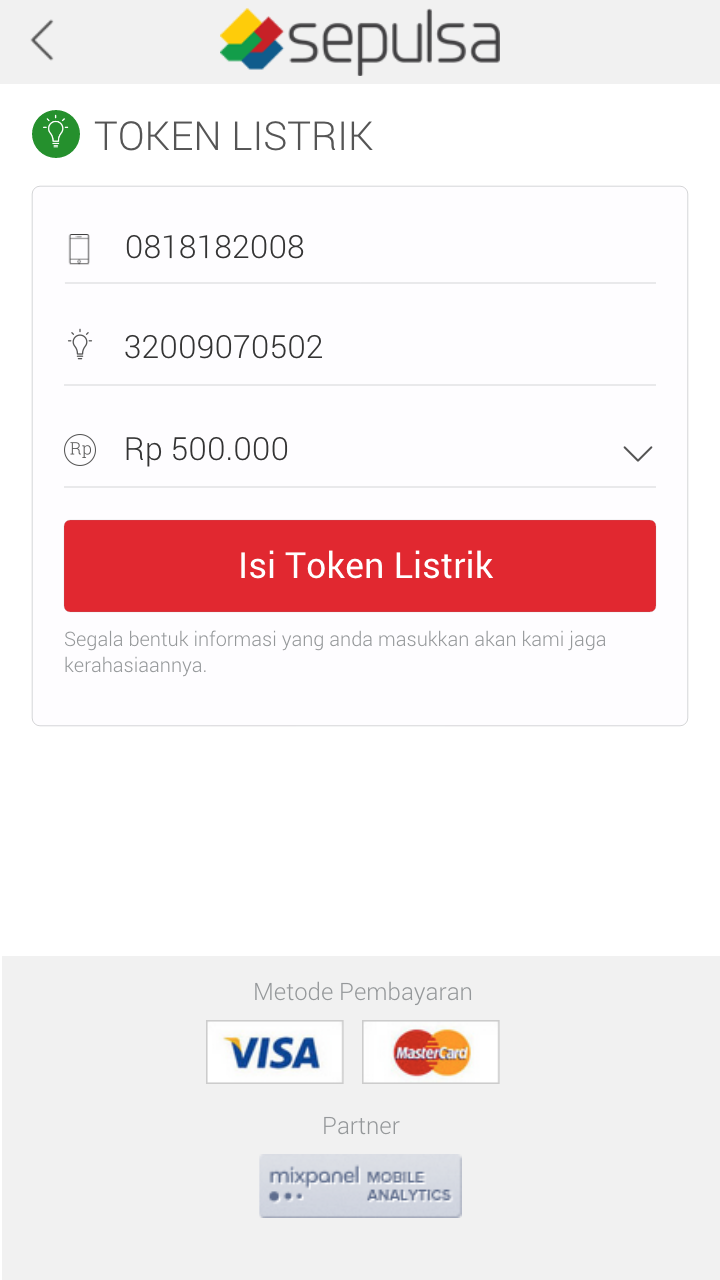 sepulsa
TOKEN LISTRIK
0818182008
32009070502
Rp
Rp 500.000
Isi Token Listrik
Segala bentuk informasi yang anda masukkan akan kami jaga
kerahasiaannya.
Metode Pembayaran
VISA
MasterCard
Partner
mixpanel MOBILE
ANALYTICS